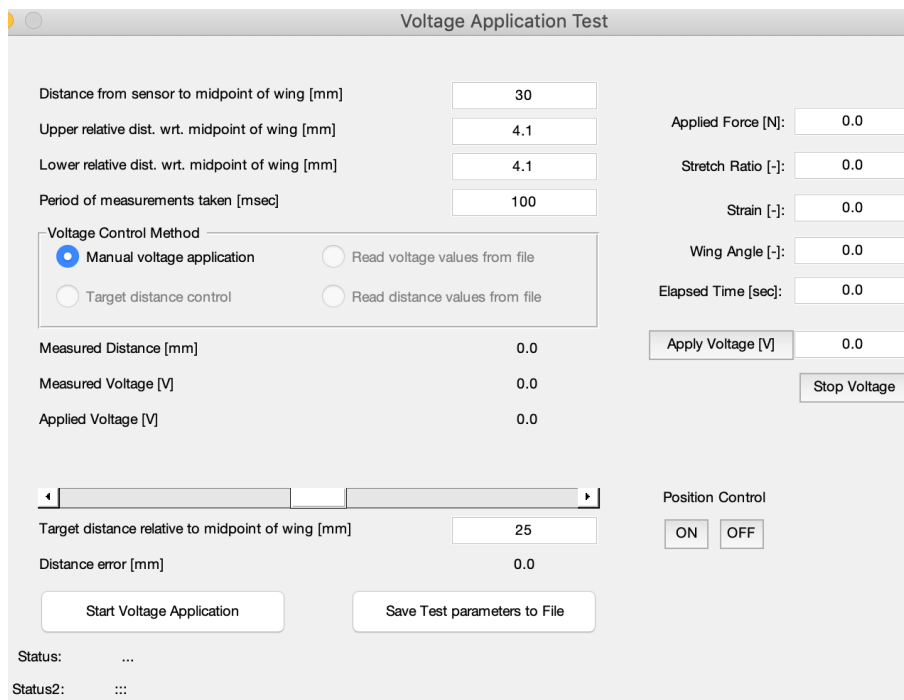 Voltage Application Test
Distance from sensor to midpoint of wing [mm] 30
Upper relative dist. wrt. midpoint of wing [mm] 4.1
Lower relative dist. wrt. midpoint of wing [mm] 4.1
Period of measurements taken [msec] 100
Voltage Control Method
Manual voltage application Read voltage values from file
Target distance control Read distance values from file
Measured Distance [mm] 0.0
Measured Voltage [V] 0.0
Applied Voltage [V] 0.0
Target distance relative to midpoint of wing [mm] 25
Distance error [mm] 0.0
Start Voltage Application Save Test parameters to File
Status: ...
Status2: :::
Applied Force [N]: 0.0
Stretch Ratio [-]: 0.0
Strain [-]: 0.0
Wing Angle [-]: 0.0
Elapsed Time [sec]: 0.0
Apply Voltage [V] 0.0
Stop Voltage
Position Control
ON OFF